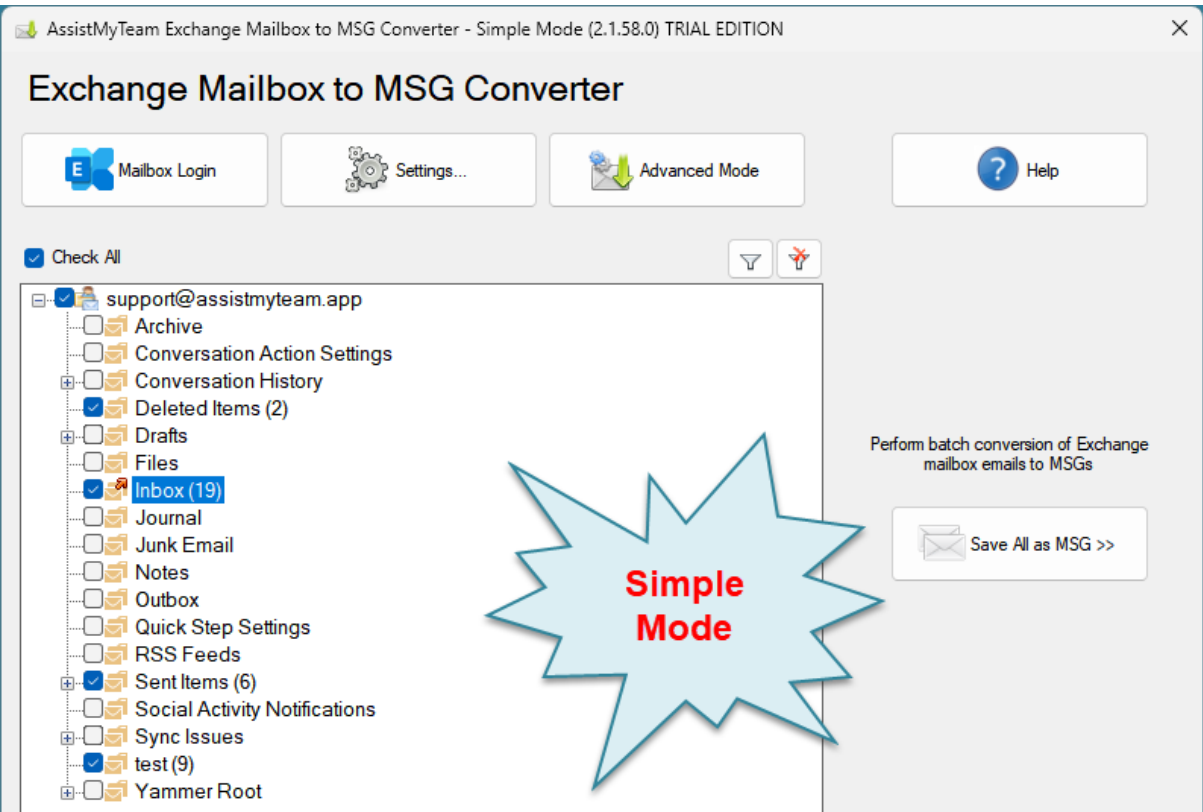 AssistMyTeam Exchange Mailbox to MSG Converter - Simple Mode (2.1.58.0) TRIAL EDITION
Exchange Mailbox to MSG Converter
Mailbox Login
Settings...
Advanced Mode
Help
Check All
support@assistmyteam.app
Archive
Conversation Action Settings
Conversation History
Deleted Items (2)
Drafts
Files
Inbox (19)
Journal
Junk Email
Notes
Outbox
Quick Step Settings
RSS Feeds
Sent Items (6)
Social Activity Notifications
Sync Issues
test (9)
Yammer Root
Simple
Mode
Perform batch conversion of Exchange
mailbox emails to MSGs
Save All as MSG >>